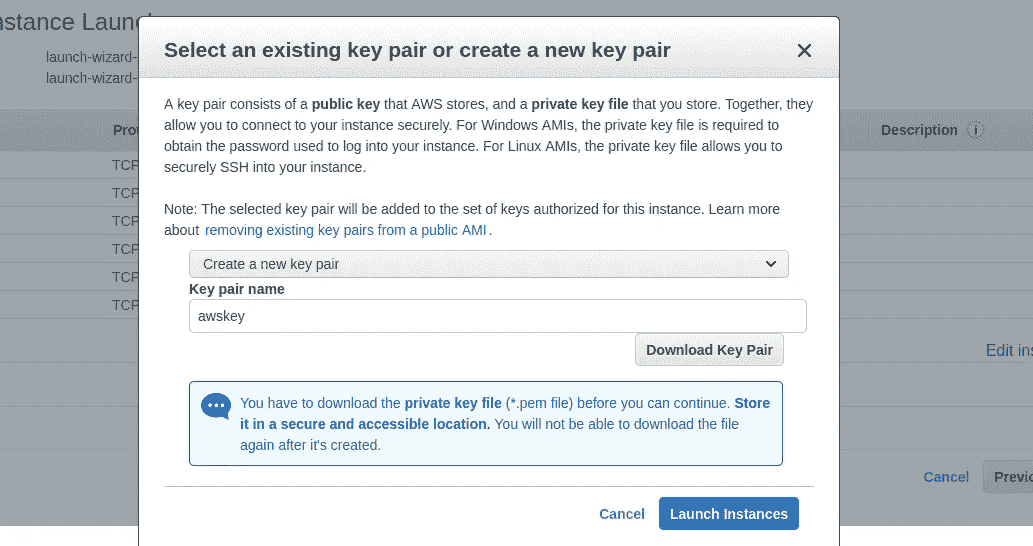 nstance Laun
launch-wizard-
launch-wizard-
Select an existing key pair or create a new key pair
A key pair consists of a public key that AWS stores, and a private key file that you store. Together, they
allow you to connect to your instance securely. For Windows AMIs, the private key file is required to
obtain the password used to log into your instance. For Linux AMIs, the private key file allows you to
securely SSH into your instance.
Note: The selected key pair will be added to the set of keys authorized for this instance. Learn more
about removing existing key pairs from a public AMI.
Create a new key pair
Key pair name
awskey
Download Key Pair
You have to download the private key file (*.pem file) before you can continue. Store
it in a secure and accessible location. You will not be able to download the file
again after it's created.
Cancel Launch Instances
Pro
TCP
TCP
TCP
TCP
TCP
TCP
Description
Edit ins
Cancel Previo